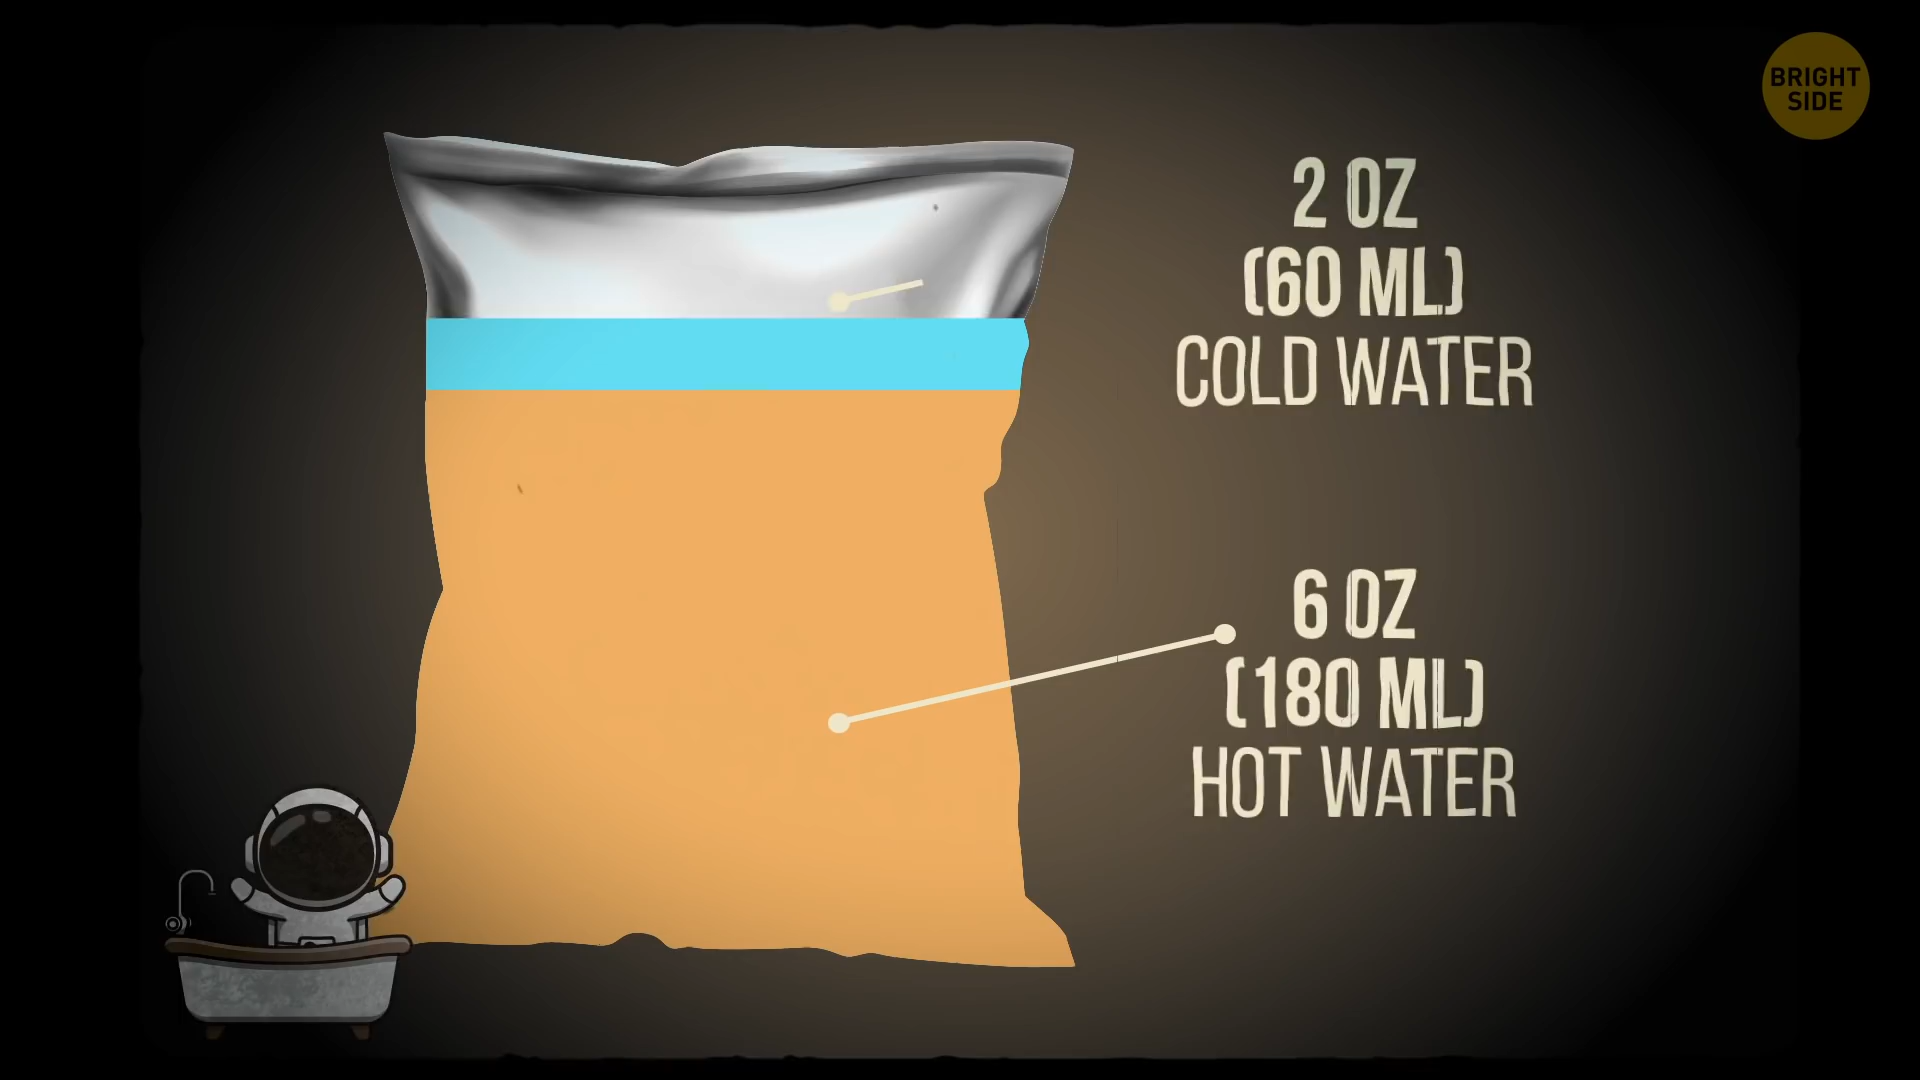 BRIGHT
SIDE
2 OZ
(60 ML)
COLD WATER
6 OZ
(180 ML)
HOT WATER